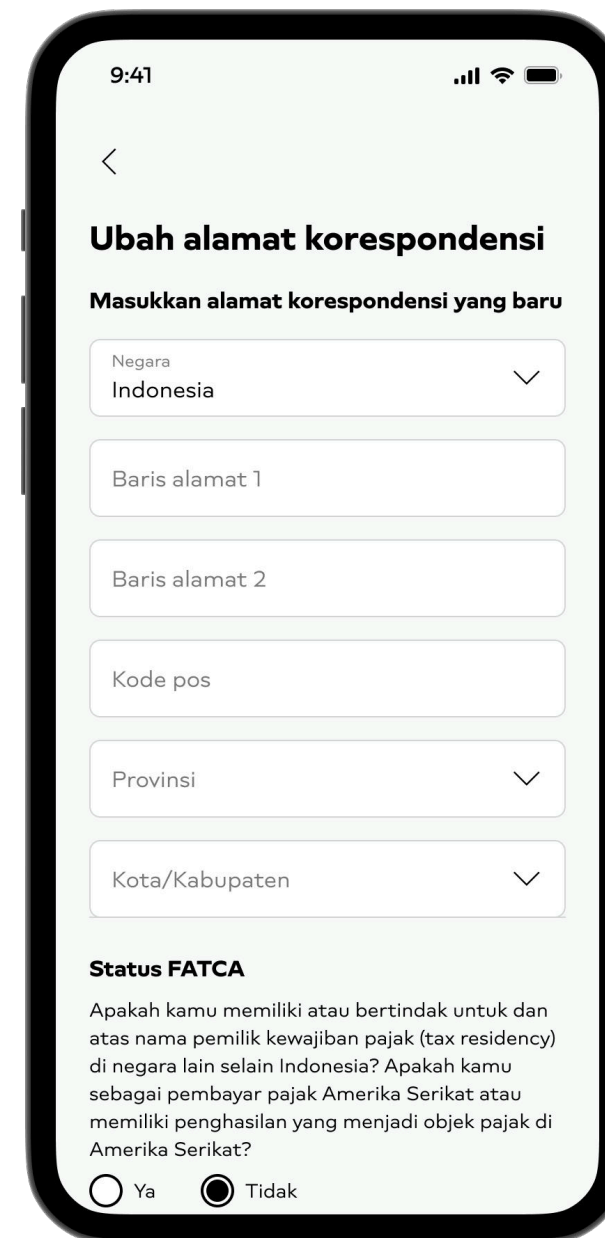 9:41
Ubah alamat korespondensi
Masukkan alamat korespondensi yang baru
Negara
Indonesia
Baris alamat 1
Baris alamat 2
Kode pos
Provinsi
Kota/Kabupaten
Status FATCA
Apakah kamu memiliki atau bertindak untuk dan
atas nama pemilik kewajiban pajak (tax residency)
di negara lain selain Indonesia? Apakah kamu
sebagai pembayar pajak Amerika Serikat atau
memiliki penghasilan yang menjadi objek pajak di
Amerika Serikat?
Ya Tidak